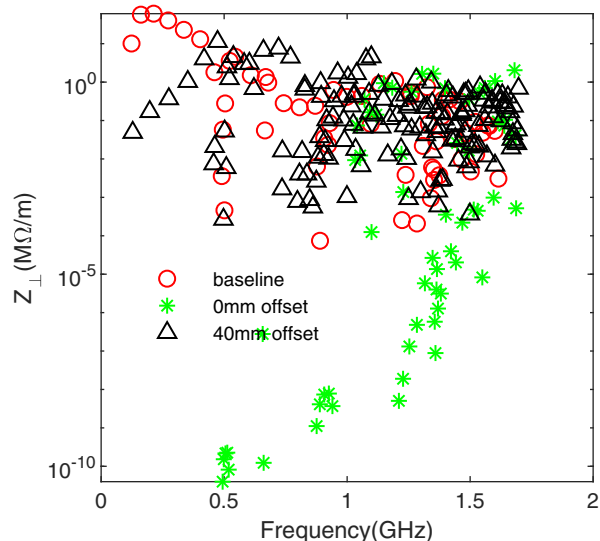 10^0
10^-5
10^-10
Z_⊥(MΩ/m)
baseline
0mm offset
40mm offset
0
0.5
1
1.5
2
Frequency(GHz)